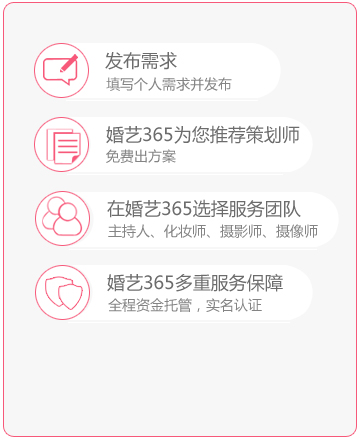 发布需求
填写个人需求并发布
婚艺365为您推荐策划师
免费出方案
在婚艺365选择服务团队
主持人、化妆师、摄影师、摄像师
婚艺365多重服务保障
全程资金托管，实名认证